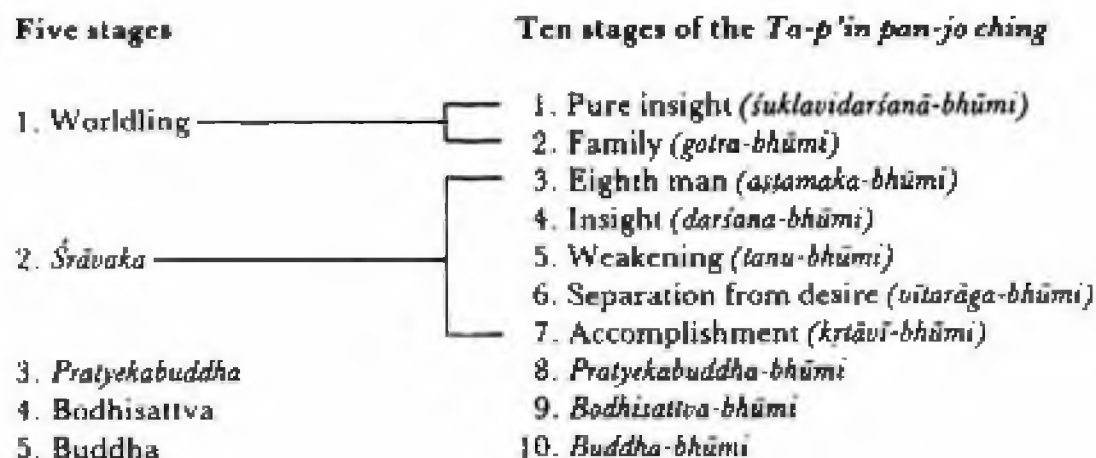 Five stages
Ten stages of the Ta-p'in pan-jo ching
1. Worldling
1. Pure insight (śuklavidarśanā-bhūmi)
2. Family (gotra-bhūmi)
3. Eighth man (aṣṭamaka-bhūmi)
4. Insight (darśana-bhūmi)
2. Śrāvaka
5. Weakening (tanu-bhūmi)
6. Separation from desire (vītarāga-bhūmi)
7. Accomplishment (kṛtāvī-bhūmi)
3. Pratyekabuddha
8. Pratyekabuddha-bhūmi
4. Bodhisattva
9. Bodhisattva-bhūmi
5. Buddha
10. Buddha-bhūmi